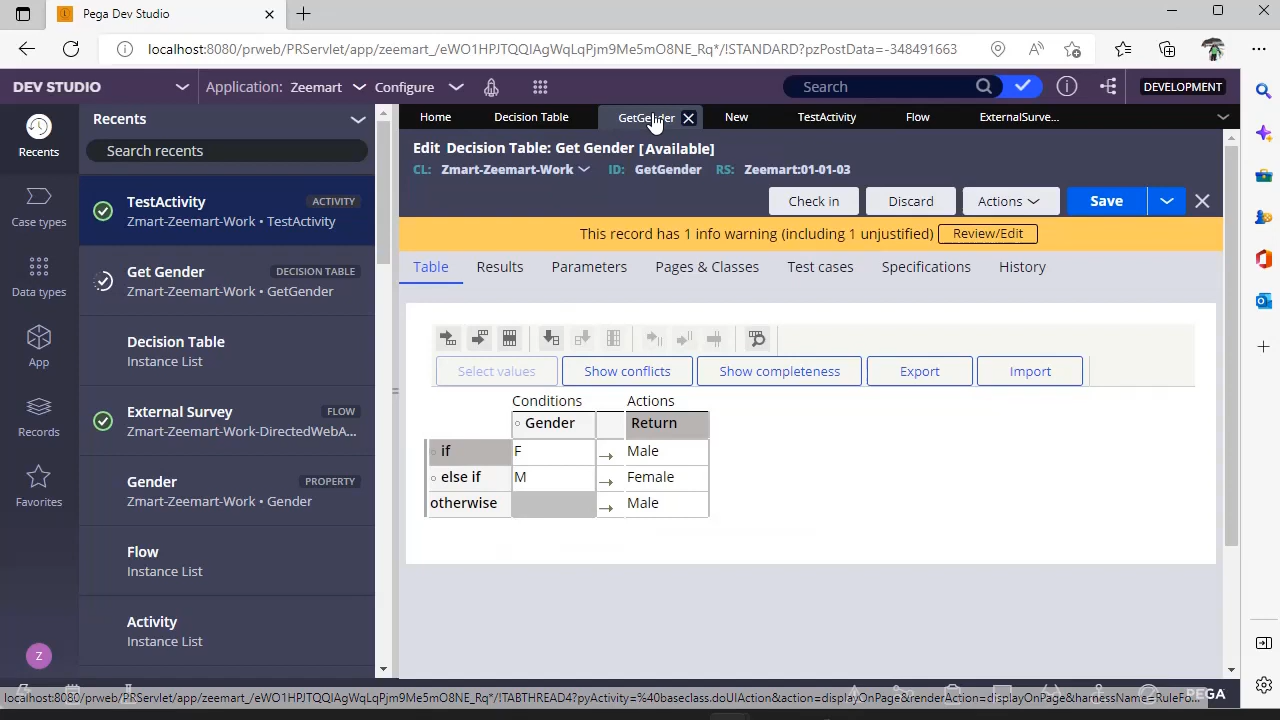 Pega Dev Studio
localhost:8080/prweb/PRServlet/app/zeemart_/eWO1HPJTQQIAgWqLqPjm9Me5mO8NE_Rq*/!STANDARD?pzPostData=-348491663
DEV STUDIO
Application: Zeemart
Configure
Search
DEVELOPMENT
Recents
Case types
Data types
App
Records
Favorites
Z
Recents
Search recents
TestActivity ACTIVITY
Zmart-Zeemart-Work • TestActivity
Get Gender DECISION TABLE
Zmart-Zeemart-Work • GetGender
Decision Table
Instance List
External Survey FLOW
Zmart-Zeemart-Work-DirectedWebA...
Gender PROPERTY
Zmart-Zeemart-Work • Gender
Flow
Instance List
Activity
Instance List
Home Decision Table GetGender New TestActivity Flow ExternalSurve...
Edit Decision Table: Get Gender [Available]
CL: Zmart-Zeemart-Work ID: GetGender RS: Zeemart:01-01-03
Check in Discard Actions Save
This record has 1 info warning (including 1 unjustified) Review/Edit
Table Results Parameters Pages & Classes Test cases Specifications History
Select values Show conflicts Show completeness Export Import
Conditions Actions
Gender Return
if F Male
else if M Female
otherwise Male
localhost:8080/prweb/PRServlet/app/zeemart_/eWO1HPJTQQIAgWqLqPjm9Me5mO8NE_Rq*/!TABTHREAD4?pyActivity=%40baseclass.doUIAction&action=displayOnPage&renderAction=displayOnPage&harnessName=RuleFo...
PEGA